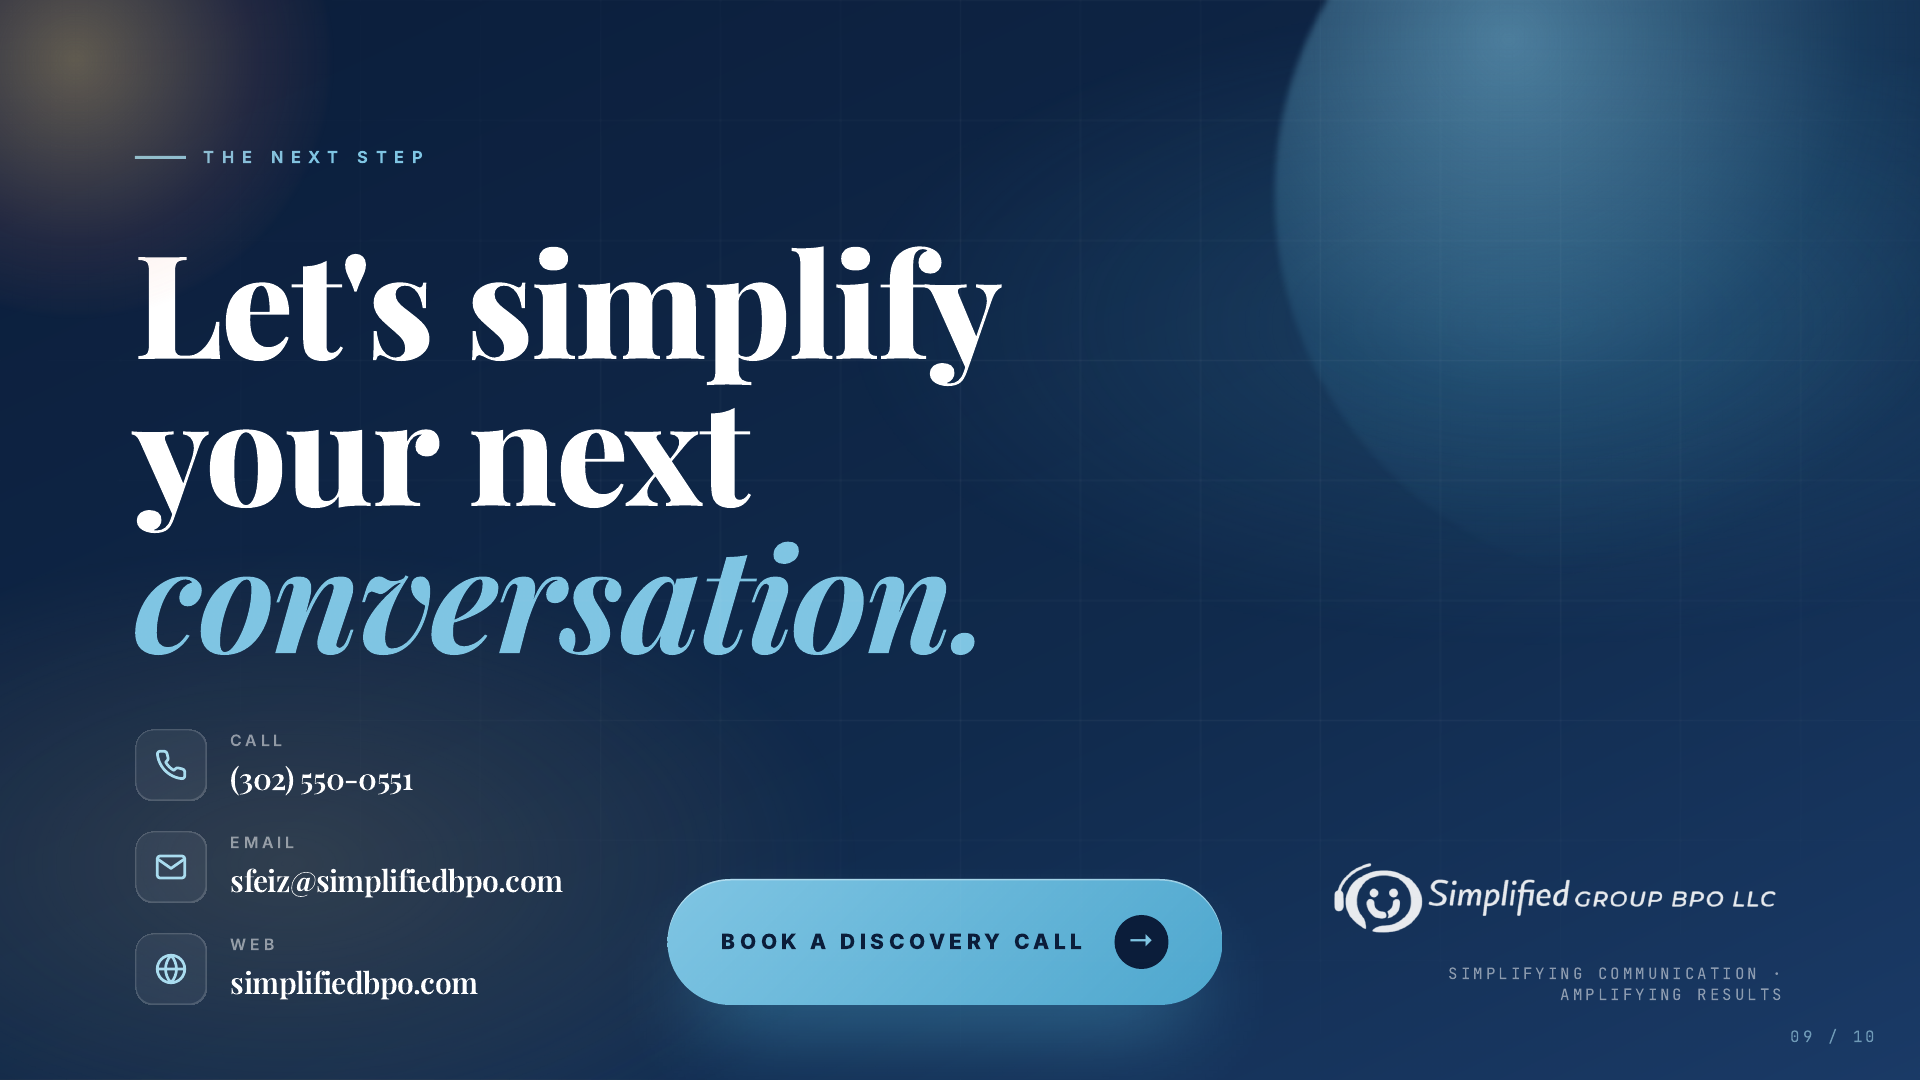 THE NEXT STEP
Let's simplify
your next
conversation.
CALL
(302) 550-0551
EMAIL
sfeiz@simplifiedbpo.com
WEB
simplifiedbpo.com
BOOK A DISCOVERY CALL →
Simplified GROUP BPO LLC
SIMPLIFYING COMMUNICATION ·
AMPLIFYING RESULTS
09 / 10